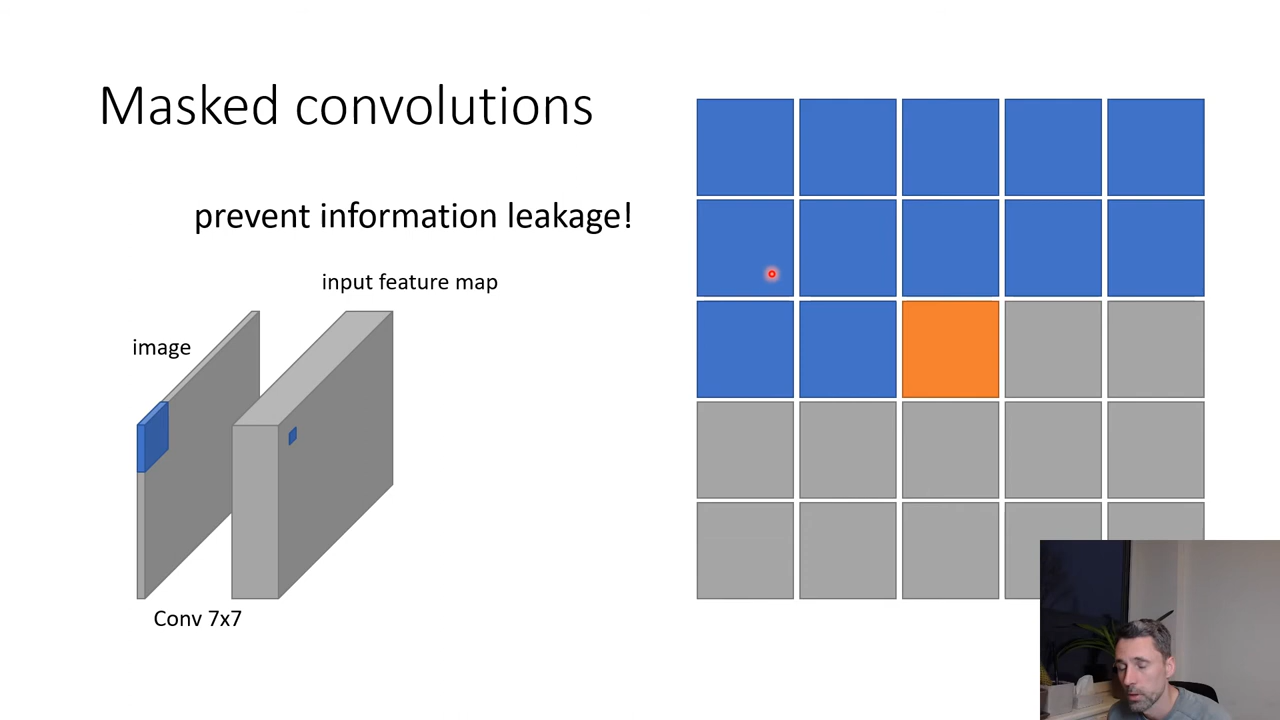 Masked convolutions
prevent information leakage!
input feature map
image
Conv 7x7